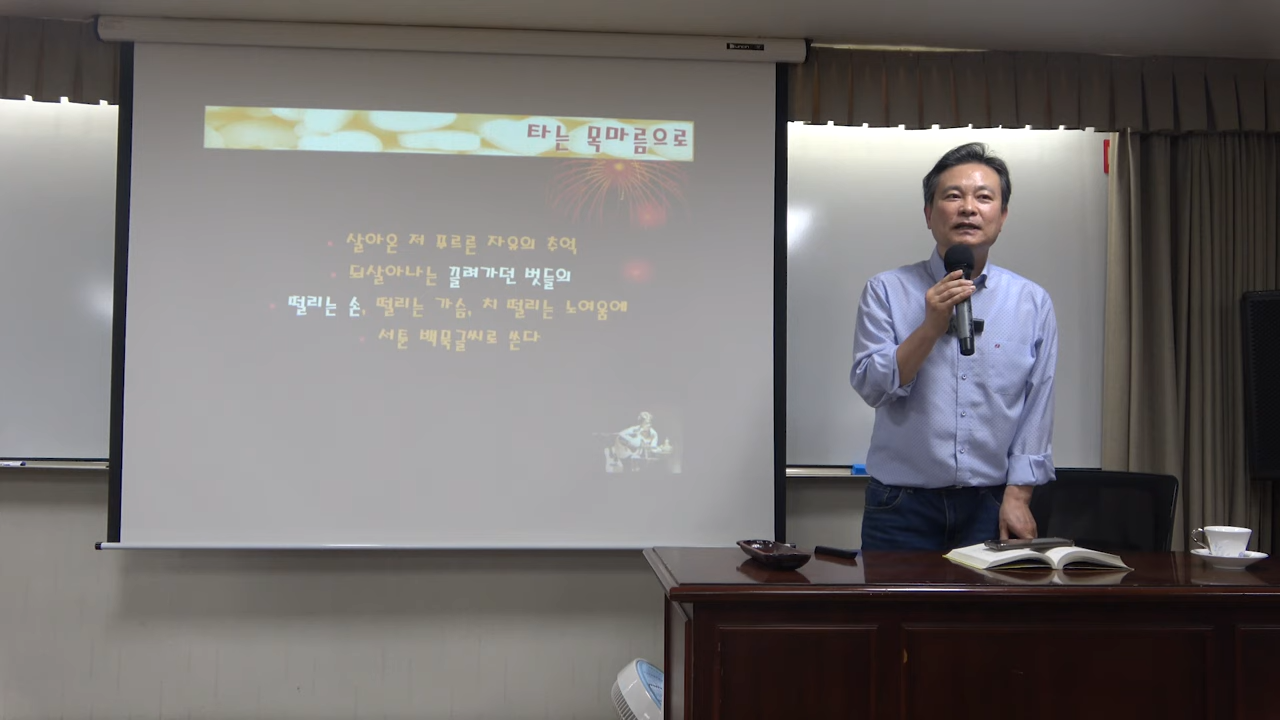 타는 목마름으로
살아온 저 푸르른 자유의 추억
되살아나는 끌려가던 벗들의
떨리는 손, 떨리는 가슴, 치 떨리는 노여움에
서툰 백묵글씨로 쓴다